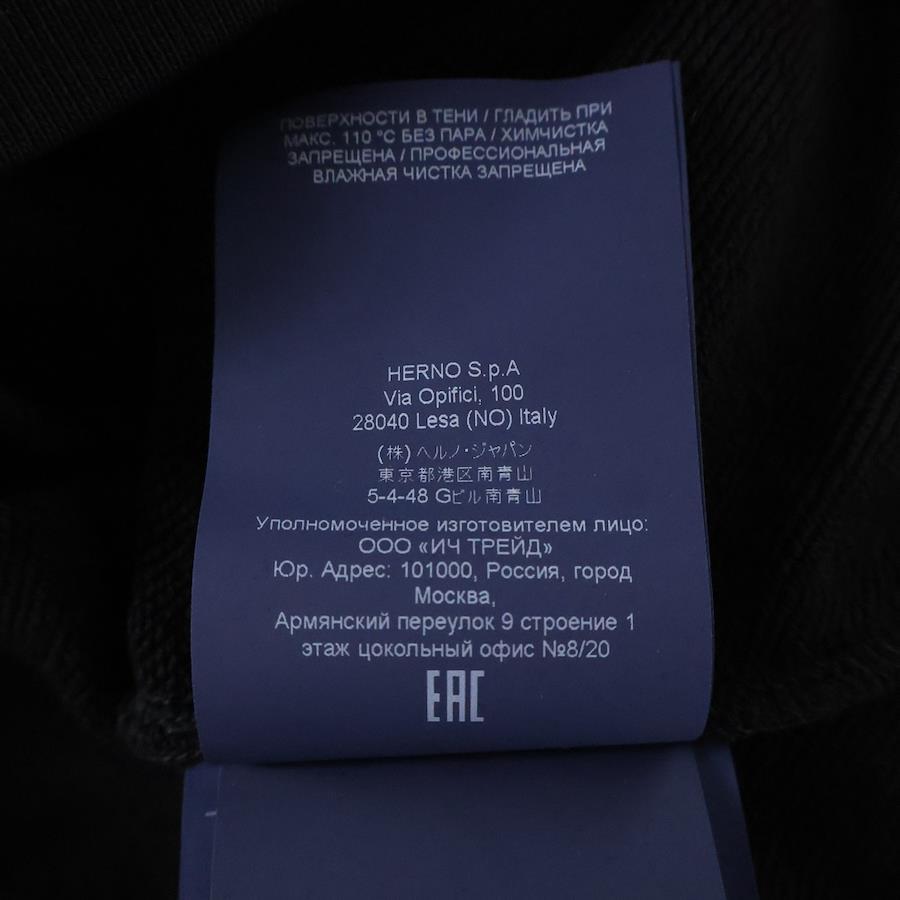 ПОВЕРХНОСТИ В ТЕНИ / ГЛАДИТЬ ПРИ
МАКС. 110 °C БЕЗ ПАРА / ХИМЧИСТКА
ЗАПРЕЩЕНА / ПРОФЕССИОНАЛЬНАЯ
ВЛАЖНАЯ ЧИСТКА ЗАПРЕЩЕНА
HERNO S.p.A
Via Opifici, 100
28040 Lesa (NO) Italy
(株)ヘルノ・ジャパン
東京都港区南青山
5-4-48 Gビル南青山
Уполномоченное изготовителем лицо:
ООО «ИЧ ТРЕЙД»
Юр. Адрес: 101000, Россия, город
Москва,
Армянский переулок 9 строение 1
этаж цокольный офис №8/20
EAC